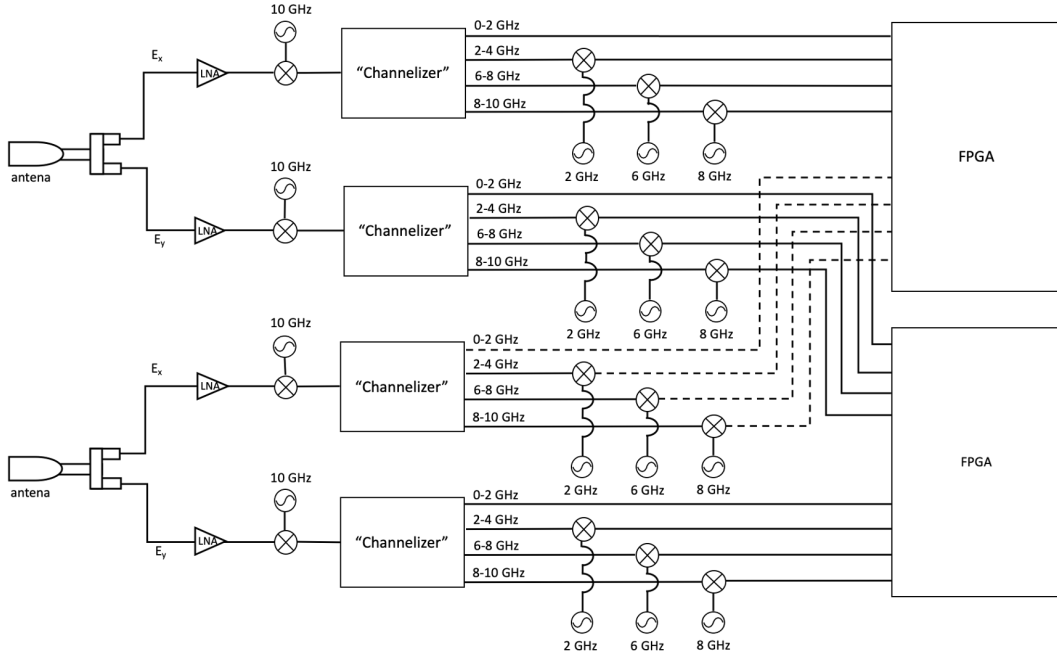 10 GHz
0-2 GHz
Ex
2-4 GHz
LNA
“Channelizer”
6-8 GHz
8-10 GHz
2 GHz
6 GHz
8 GHz
FPGA
antena
10 GHz
0-2 GHz
2-4 GHz
LNA
“Channelizer”
6-8 GHz
Ey
8-10 GHz
2 GHz
6 GHz
8 GHz
10 GHz
0-2 GHz
Ex
2-4 GHz
LNA
“Channelizer”
6-8 GHz
8-10 GHz
2 GHz
6 GHz
8 GHz
FPGA
antena
10 GHz
0-2 GHz
2-4 GHz
LNA
“Channelizer”
6-8 GHz
Ey
8-10 GHz
2 GHz
6 GHz
8 GHz